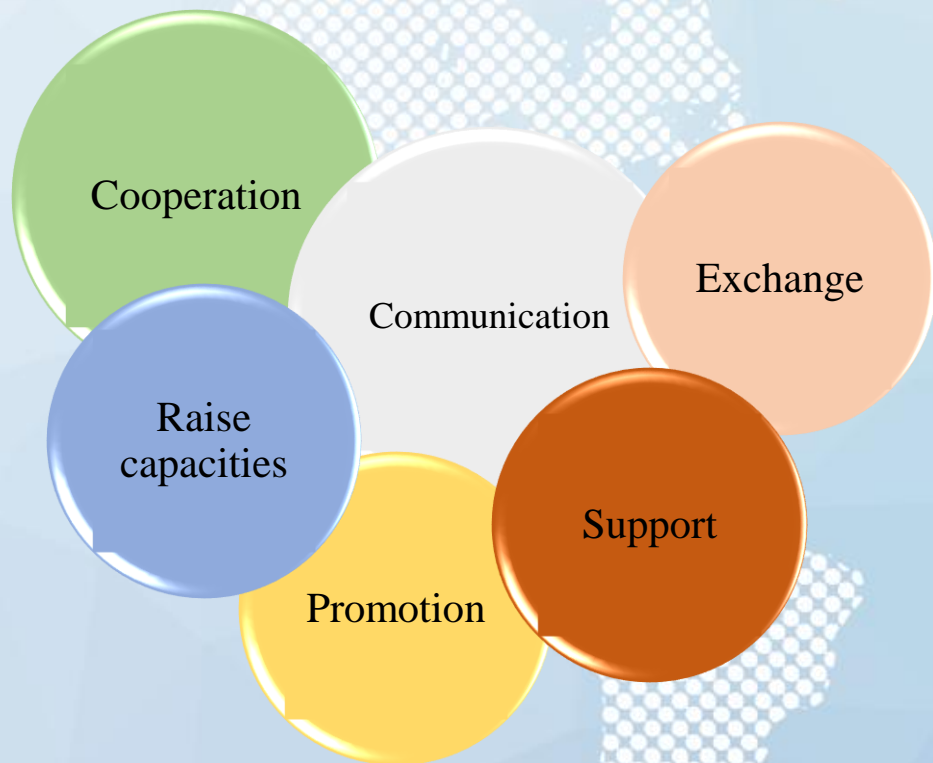 Cooperation
Exchange
Communication
Raise
capacities
Support
Promotion